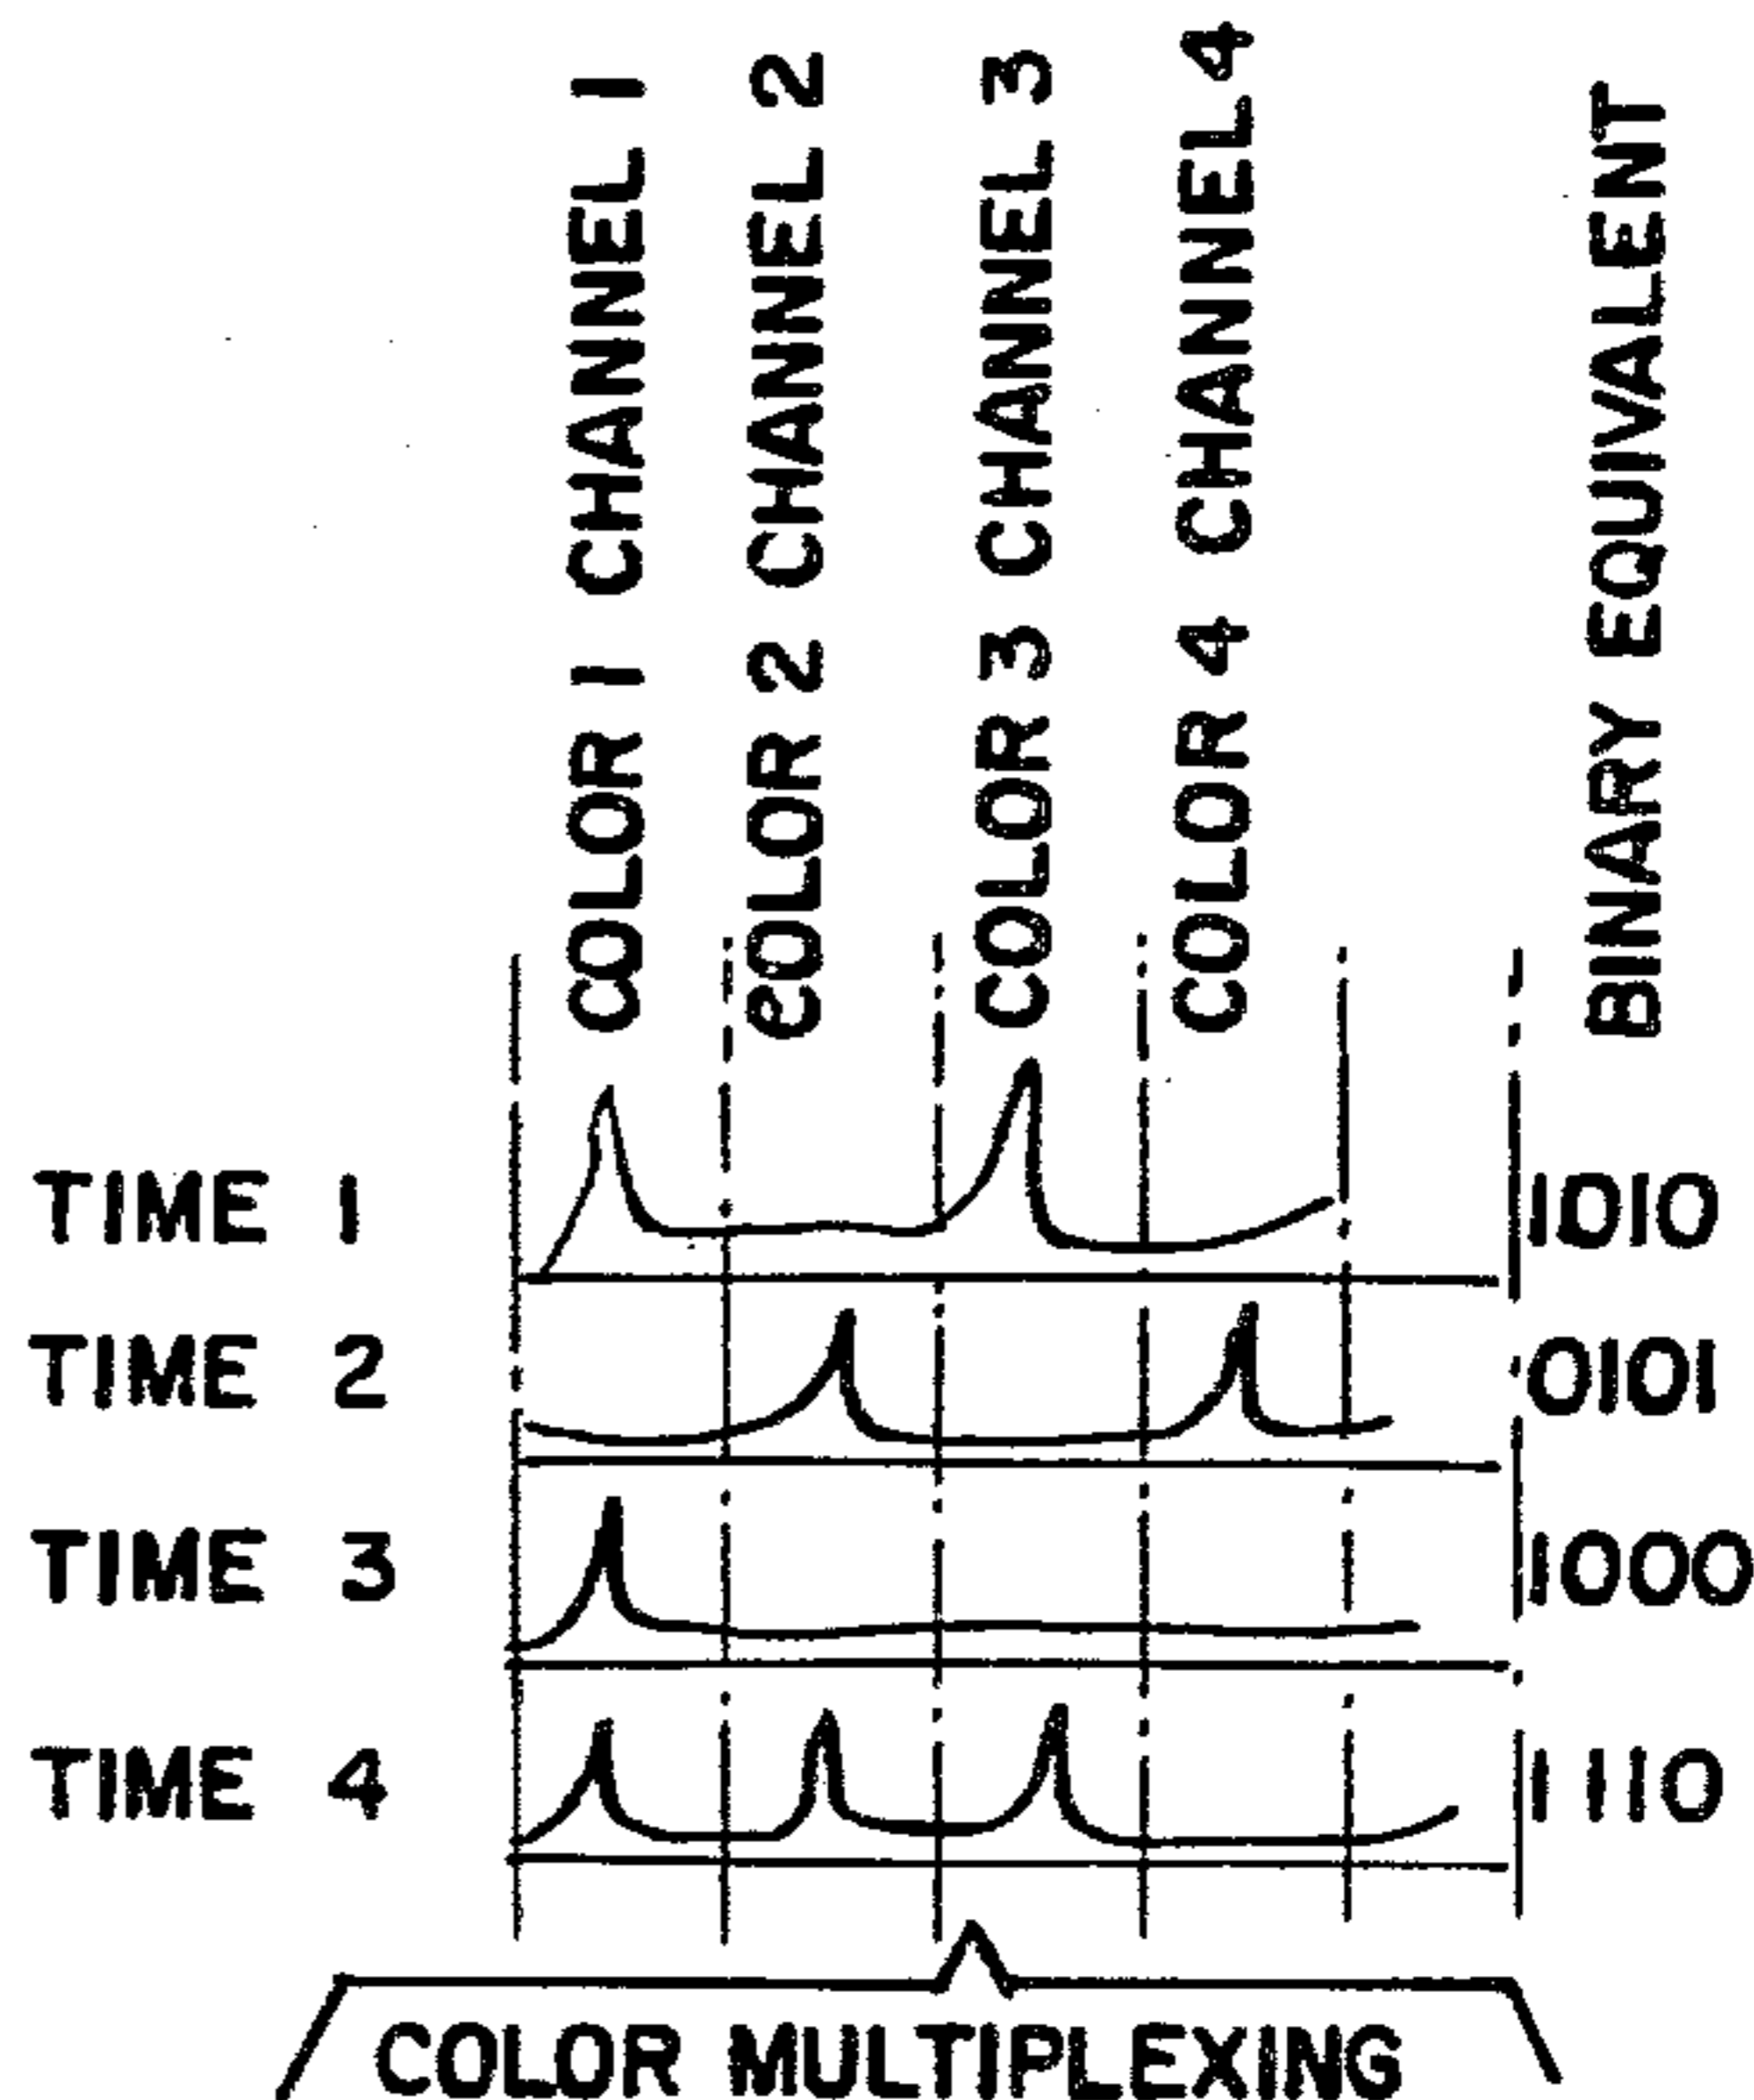 COLOR 1 CHANNEL 1
COLOR 2 CHANNEL 2
COLOR 3 CHANNEL 3
COLOR 4 CHANNEL 4
BINARY EQUIVALENT
TIME 1 1010
TIME 2 0101
TIME 3 1000
TIME 4 1110
COLOR MULTIPLEXING